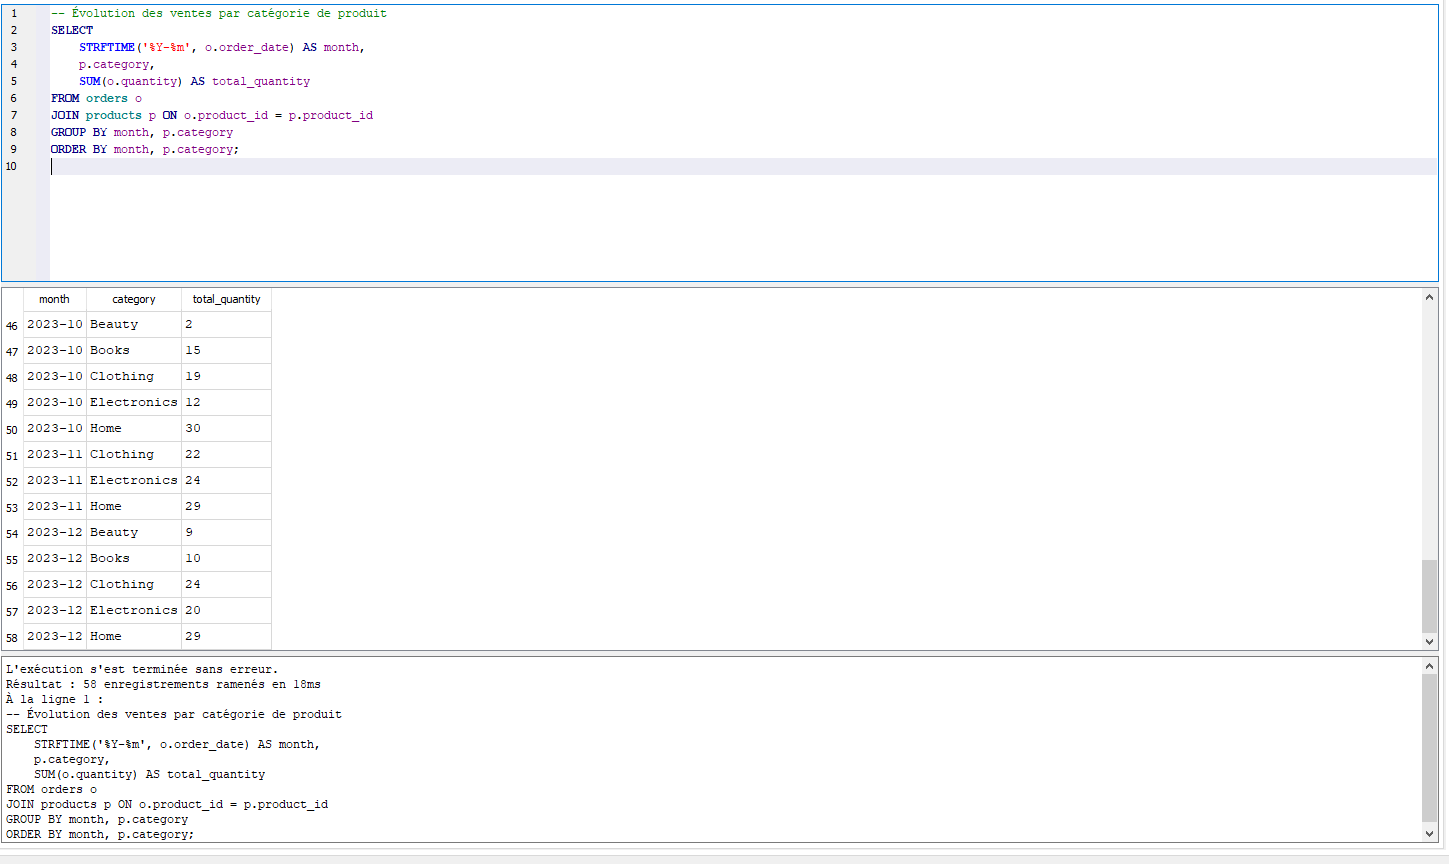 1 -- Évolution des ventes par catégorie de produit
2 SELECT
3 STRFTIME('%Y-%m', o.order_date) AS month,
4 p.category,
5 SUM(o.quantity) AS total_quantity
6 FROM orders o
7 JOIN products p ON o.product_id = p.product_id
8 GROUP BY month, p.category
9 ORDER BY month, p.category;
10
month category total_quantity
46 2023-10 Beauty 2
47 2023-10 Books 15
48 2023-10 Clothing 19
49 2023-10 Electronics 12
50 2023-10 Home 30
51 2023-11 Clothing 22
52 2023-11 Electronics 24
53 2023-11 Home 29
54 2023-12 Beauty 9
55 2023-12 Books 10
56 2023-12 Clothing 24
57 2023-12 Electronics 20
58 2023-12 Home 29
L'exécution s'est terminée sans erreur.
Résultat : 58 enregistrements ramenés en 18ms
À la ligne 1 :
-- Évolution des ventes par catégorie de produit
SELECT
STRFTIME('%Y-%m', o.order_date) AS month,
p.category,
SUM(o.quantity) AS total_quantity
FROM orders o
JOIN products p ON o.product_id = p.product_id
GROUP BY month, p.category
ORDER BY month, p.category;